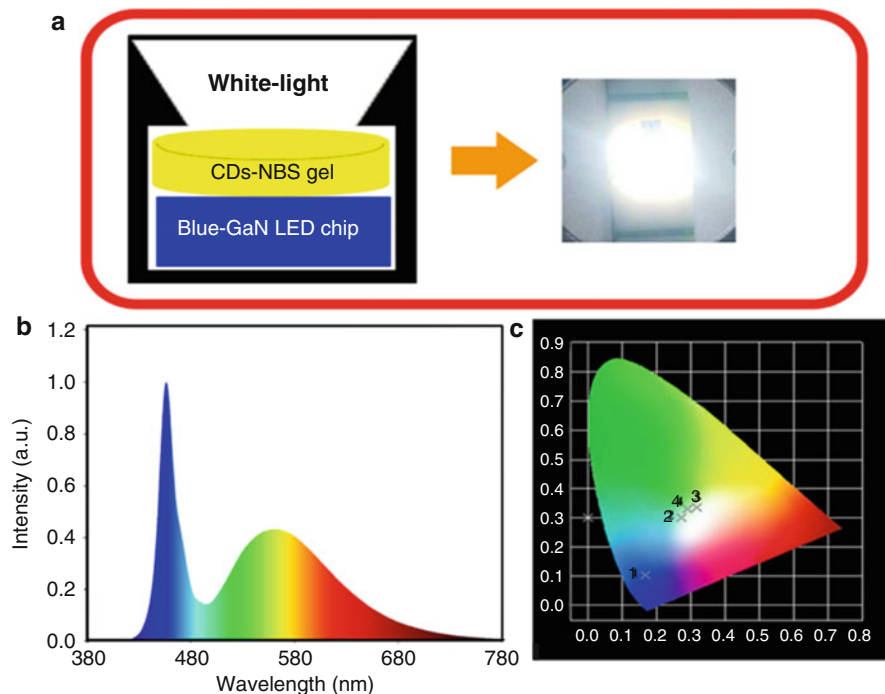 a
White-light
CDs-NBS gel
Blue-GaN LED chip
b
1.2
1.0
0.8
0.6
0.4
0.2
0.0
Intensity (a.u.)
380 480 580 680 780
Wavelength (nm)
c
0.9
0.8
0.7
0.6
0.5
0.4
0.3
0.2
0.1
0.0
4 3
2
1
0.0 0.1 0.2 0.3 0.4 0.5 0.6 0.7 0.8